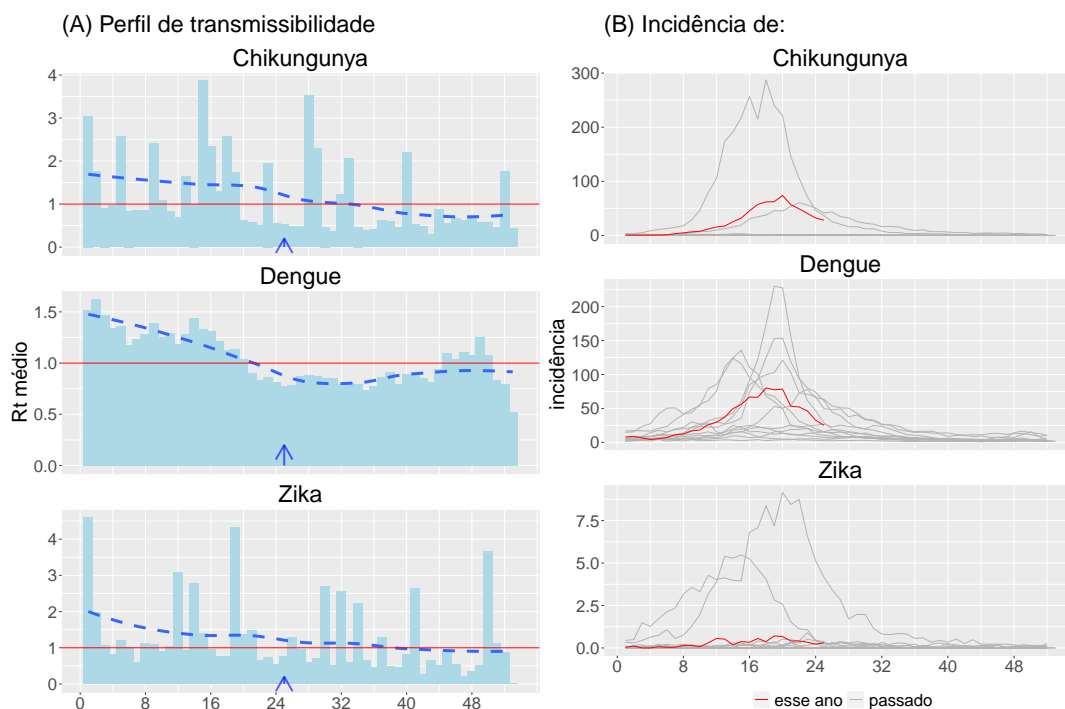 (A) Perfil de transmissibilidade
Chikungunya
4
3
2
1
0
Dengue
1.5
1.0
0.5
0.0
Rt médio
Zika
4
3
2
1
0
0 8 16 24 32 40 48
(B) Incidência de:
Chikungunya
300
200
100
0
Dengue
200
150
100
50
0
incidência
Zika
7.5
5.0
2.5
0.0
0 8 16 24 32 40 48
esse ano passado